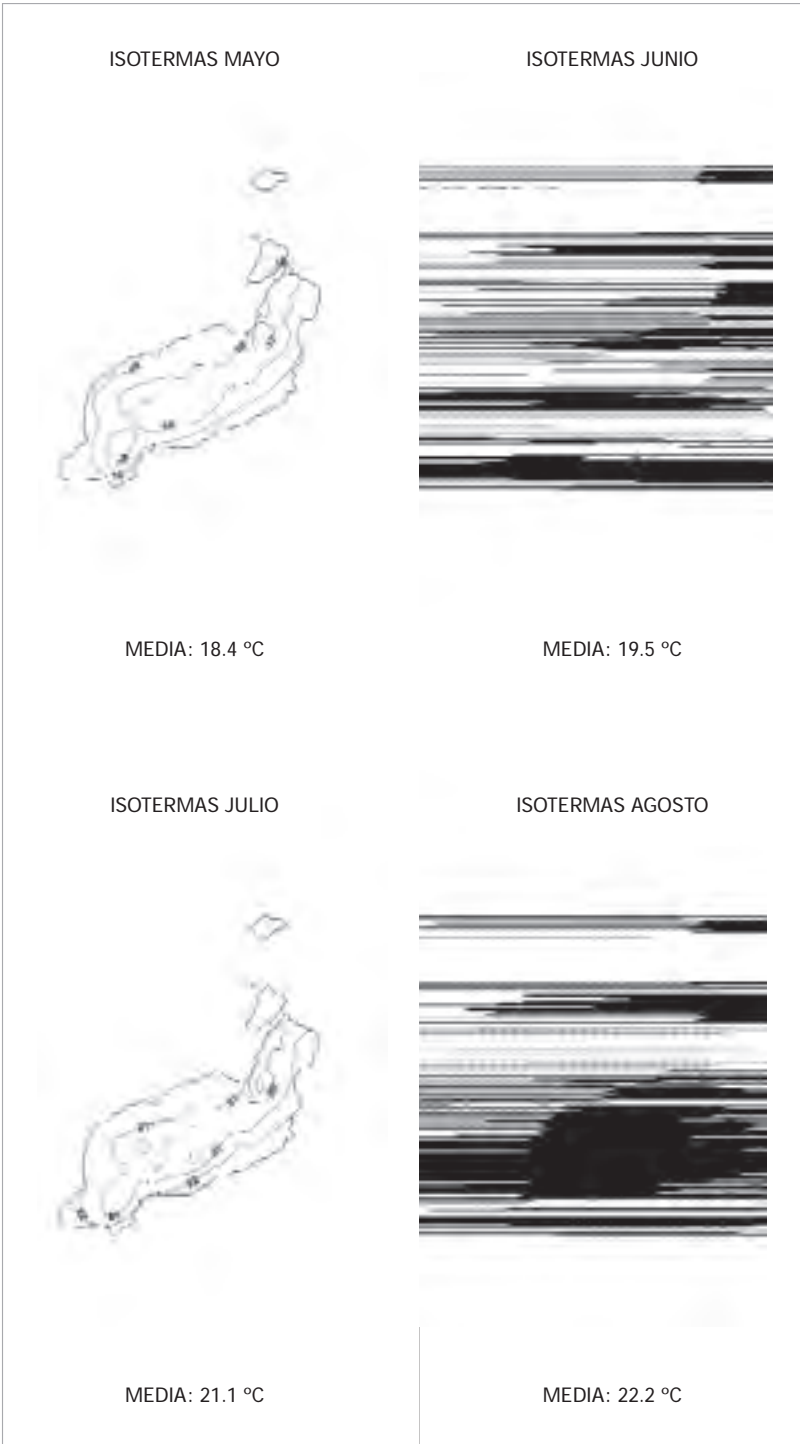 ISOTERMAS MAYO
ISOTERMAS JUNIO
MEDIA: 18.4 ºC
MEDIA: 19.5 ºC
ISOTERMAS JULIO
ISOTERMAS AGOSTO
MEDIA: 21.1 ºC
MEDIA: 22.2 ºC